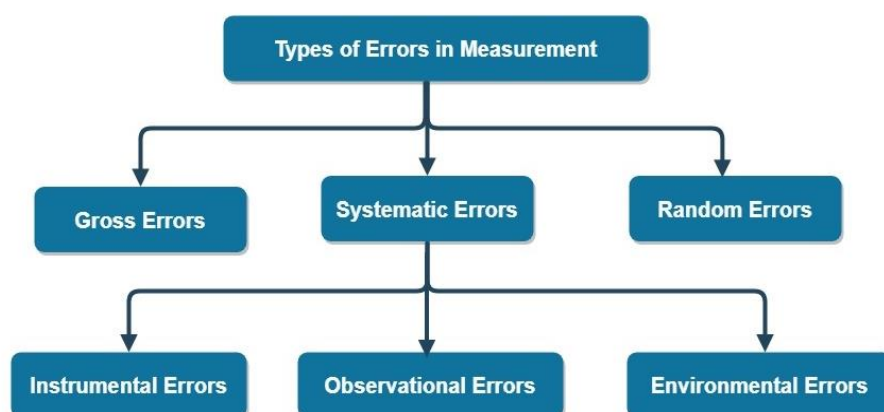 Types of Errors in Measurement
Gross Errors
Systematic Errors
Random Errors
Instrumental Errors
Observational Errors
Environmental Errors